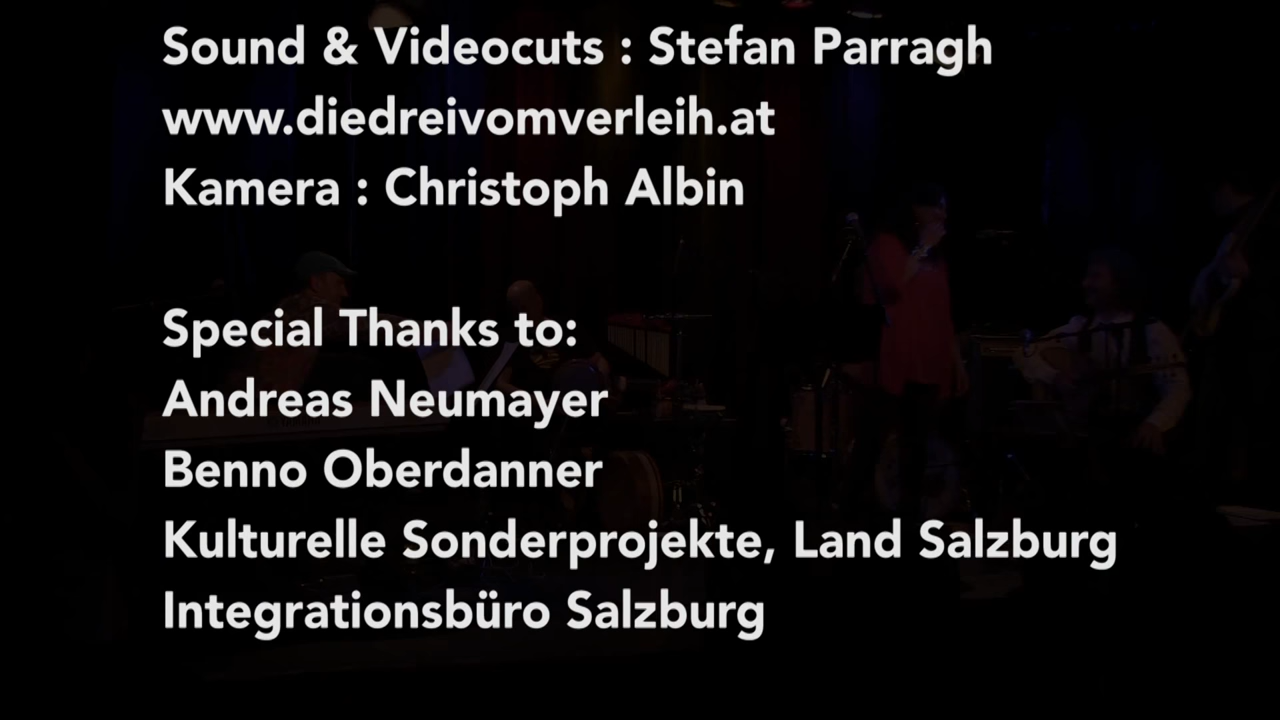 Sound & Videocuts : Stefan Parragh
www.diedreivomverleih.at
Kamera : Christoph Albin
Special Thanks to:
Andreas Neumayer
Benno Oberdanner
Kulturelle Sonderprojekte, Land Salzburg
Integrationsbüro Salzburg